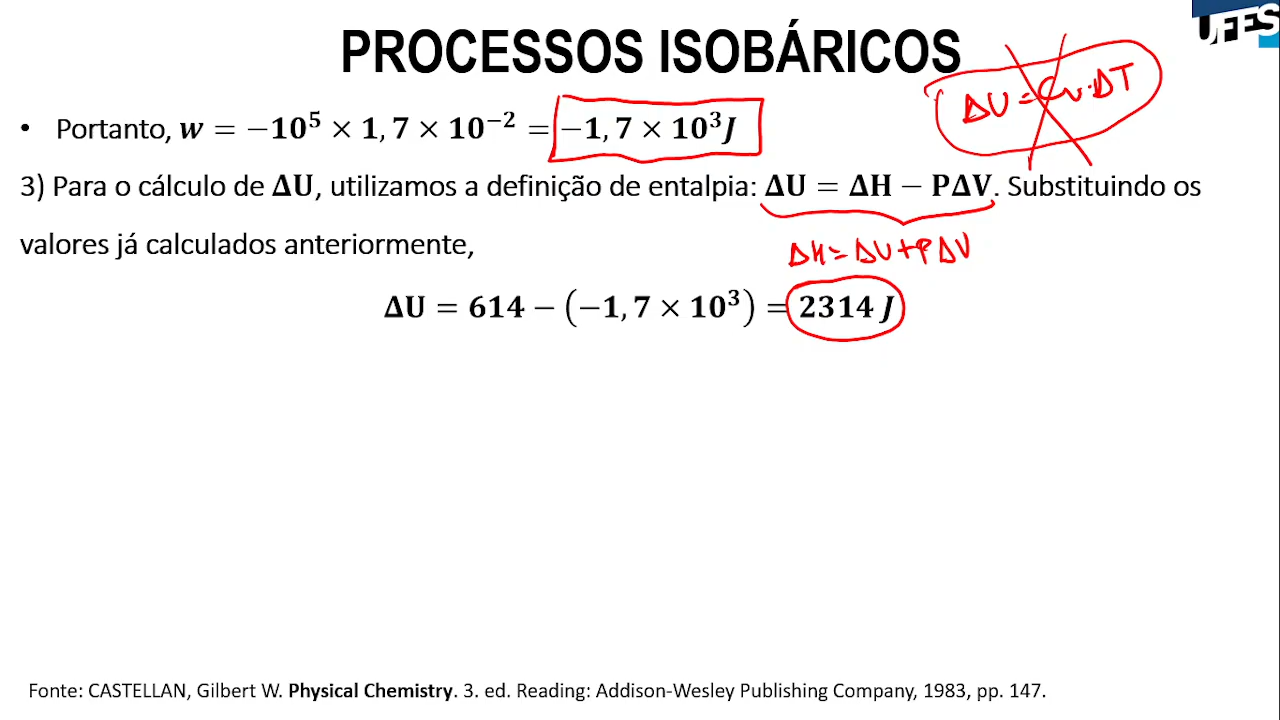 UFES
PROCESSOS ISOBÁRICOS
ΔU = Cv·ΔT
• Portanto, w = −10⁵ × 1,7 × 10⁻² = −1,7 × 10³J
3) Para o cálculo de ΔU, utilizamos a definição de entalpia: ΔU = ΔH − PΔV. Substituindo os
valores já calculados anteriormente,
ΔH = ΔU + P ΔV
ΔU = 614 − (−1,7 × 10³) = 2314 J
Fonte: CASTELLAN, Gilbert W. Physical Chemistry. 3. ed. Reading: Addison-Wesley Publishing Company, 1983, pp. 147.